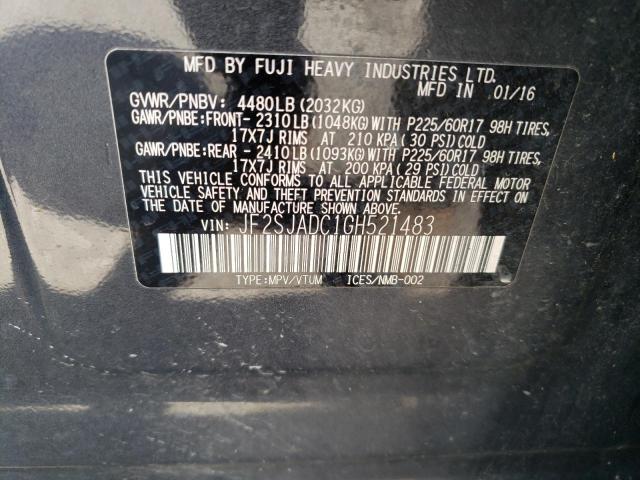 MFD BY FUJI HEAVY INDUSTRIES LTD.
MFD IN 01/16
GVWR/PNBV: 4480LB(2032KG)
GAWR/PNBE:FRONT-2310LB(1048KG)WITH P225/60R17 98H TIRES,
17X7J RIMS AT 210 KPA(30 PSI)COLD
GAWR/PNBE:REAR -2410LB(1093KG)WITH P225/60R17 98H TIRES,
17X7J RIMS AT 200 KPA(29 PSI)COLD
THIS VEHICLE CONFORMS TO ALL APPLICABLE FEDERAL MOTOR
VEHICLE SAFETY AND THEFT PREVENTION STANDARDS IN EFFECT
ON THE DATE OF MANUFACTURE SHOWN ABOVE.
VIN: JF2SJADC1GH521483
TYPE:MPV/VTUM ICES/NMB-002